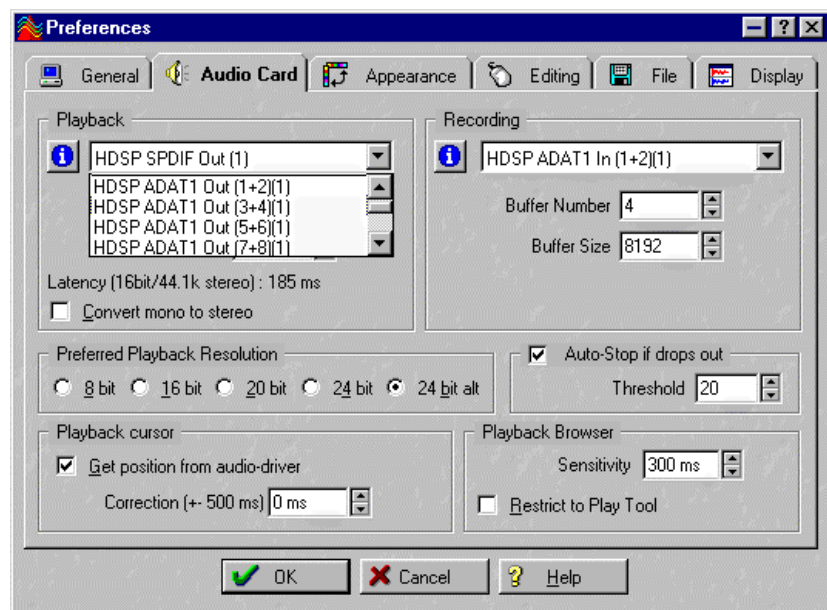 Preferences
General
Audio Card
Appearance
Editing
File
Display
Playback
HDSP SPDIF Out (1)
HDSP ADAT1 Out (1+2)(1)
HDSP ADAT1 Out (3+4)(1)
HDSP ADAT1 Out (5+6)(1)
HDSP ADAT1 Out (7+8)(1)
Latency (16bit/44.1k stereo) : 185 ms
Convert mono to stereo
Recording
HDSP ADAT1 In (1+2)(1)
Buffer Number 4
Buffer Size 8192
Preferred Playback Resolution
8 bit 16 bit 20 bit 24 bit 24 bit alt
Auto-Stop if drops out
Threshold 20
Playback cursor
Get position from audio-driver
Correction (+- 500 ms) 0 ms
Playback Browser
Sensitivity 300 ms
Restrict to Play Tool
OK
Cancel
Help